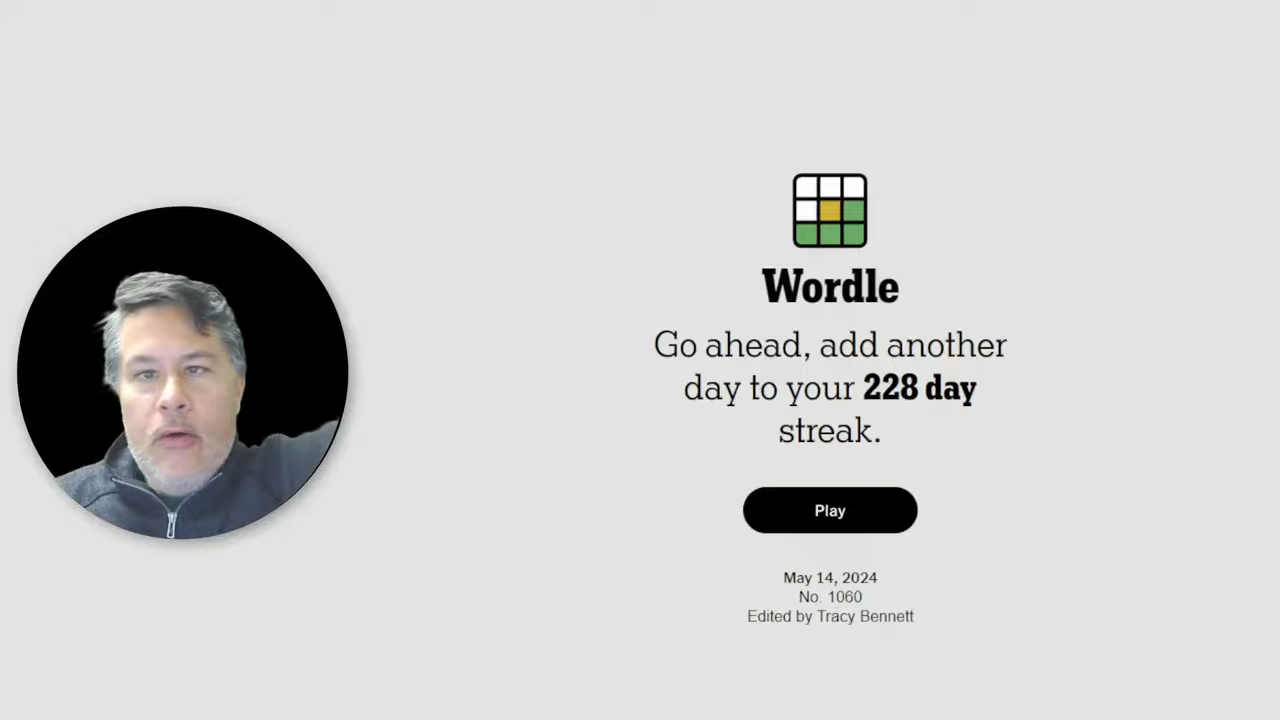 Wordle
Go ahead, add another
day to your 228 day
streak.
Play
May 14, 2024
No. 1060
Edited by Tracy Bennett